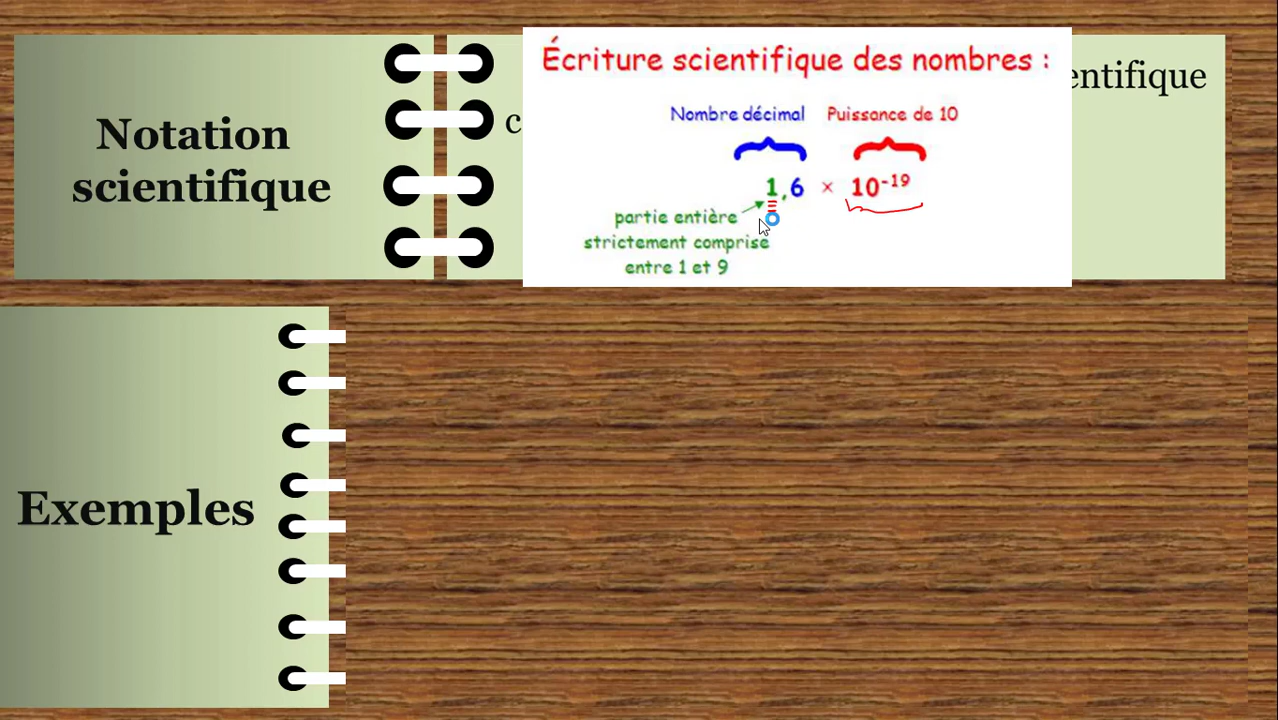 Notation
scientifique
entifique
c
Écriture scientifique des nombres :
Nombre décimal Puissance de 10
1,6 × 10⁻¹⁹
partie entière
strictement comprise
entre 1 et 9
Exemples